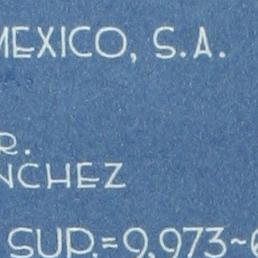 MEXICO, S.A.
R.
NCHEZ
SUP.=9,973~